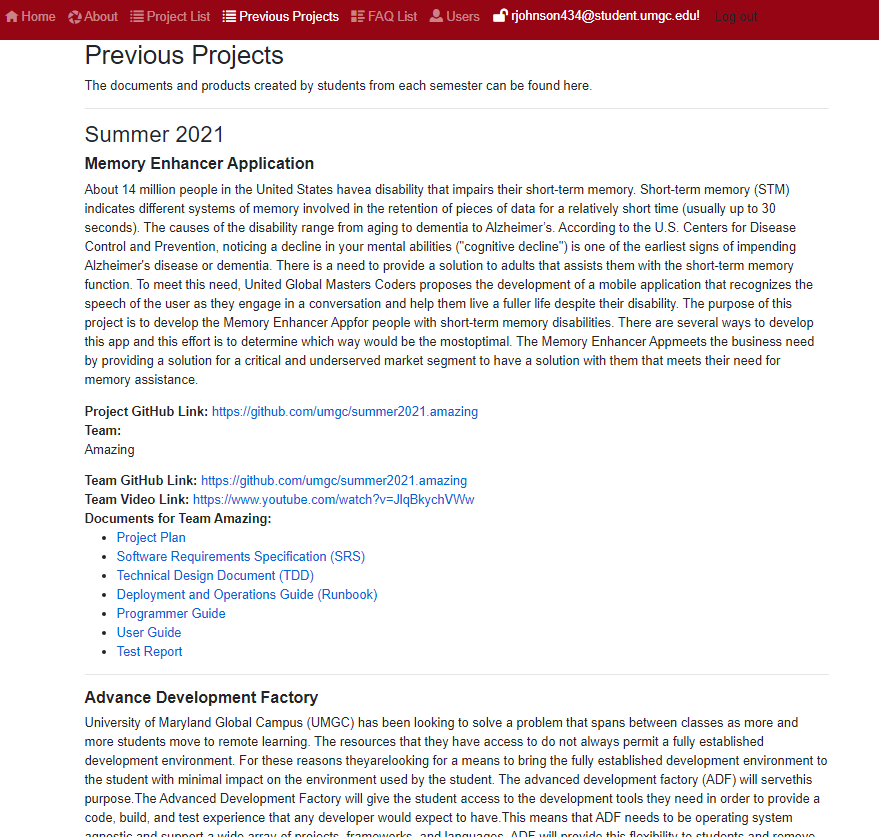 Home About Project List Previous Projects FAQ List Users rjohnson434@student.umgc.edu! Log out
Previous Projects
The documents and products created by students from each semester can be found here.
Summer 2021
Memory Enhancer Application
About 14 million people in the United States havea disability that impairs their short-term memory. Short-term memory (STM)
indicates different systems of memory involved in the retention of pieces of data for a relatively short time (usually up to 30
seconds). The causes of the disability range from aging to dementia to Alzheimer's. According to the U.S. Centers for Disease
Control and Prevention, noticing a decline in your mental abilities ("cognitive decline") is one of the earliest signs of impending
Alzheimer's disease or dementia. There is a need to provide a solution to adults that assists them with the short-term memory
function. To meet this need, United Global Masters Coders proposes the development of a mobile application that recognizes the
speech of the user as they engage in a conversation and help them live a fuller life despite their disability. The purpose of this
project is to develop the Memory Enhancer Appfor people with short-term memory disabilities. There are several ways to develop
this app and this effort is to determine which way would be the mostoptimal. The Memory Enhancer Appmeets the business need
by providing a solution for a critical and underserved market segment to have a solution with them that meets their need for
memory assistance.
Project GitHub Link: https://github.com/umgc/summer2021.amazing
Team:
Amazing
Team GitHub Link: https://github.com/umgc/summer2021.amazing
Team Video Link: https://www.youtube.com/watch?v=JlqBkychVWw
Documents for Team Amazing:
• Project Plan
• Software Requirements Specification (SRS)
• Technical Design Document (TDD)
• Deployment and Operations Guide (Runbook)
• Programmer Guide
• User Guide
• Test Report
Advance Development Factory
University of Maryland Global Campus (UMGC) has been looking to solve a problem that spans between classes as more and
more students move to remote learning. The resources that they have access to do not always permit a fully established
development environment. For these reasons theyarelooking for a means to bring the fully established development environment to
the student with minimal impact on the environment used by the student. The advanced development factory (ADF) will servethis
purpose.The Advanced Development Factory will give the student access to the development tools they need in order to provide a
code, build, and test experience that any developer would expect to have.This means that ADF needs to be operating system
agnostic and support a wide array of projects, frameworks, and languages. ADF will provide this flexibility to students and remove